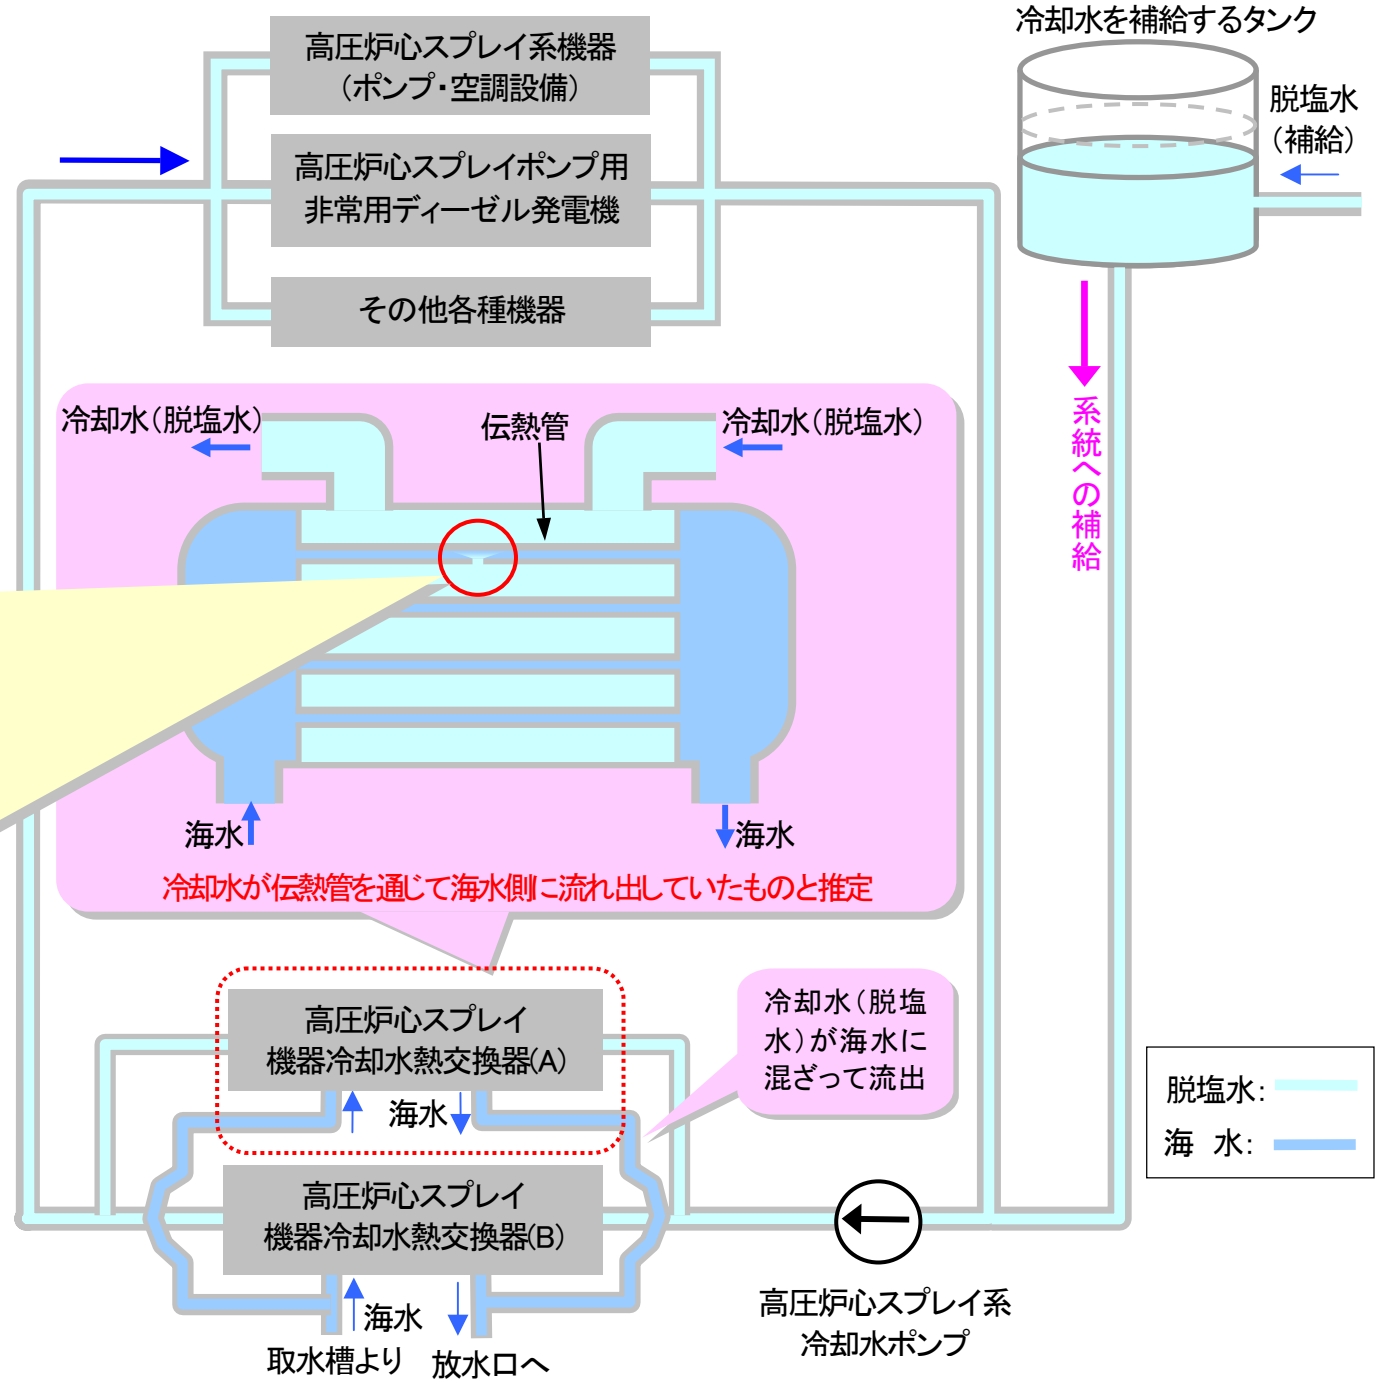 冷却水を補給するタンク
高圧炉心スプレイ系機器
（ポンプ・空調設備）
脱塩水
（補給）
高圧炉心スプレイポンプ用
非常用ディーゼル発電機
その他各種機器
系統への補給
冷却水（脱塩水）
伝熱管
冷却水（脱塩水）
海水
海水
冷却水が伝熱管を通じて海水側に流れ出していたものと推定
高圧炉心スプレイ
機器冷却水熱交換器(A)
海水
冷却水（脱塩
水）が海水に
混ざって流出
脱塩水：
海　水：
高圧炉心スプレイ
機器冷却水熱交換器(B)
海水
取水槽より
放水口へ
高圧炉心スプレイ系
冷却水ポンプ